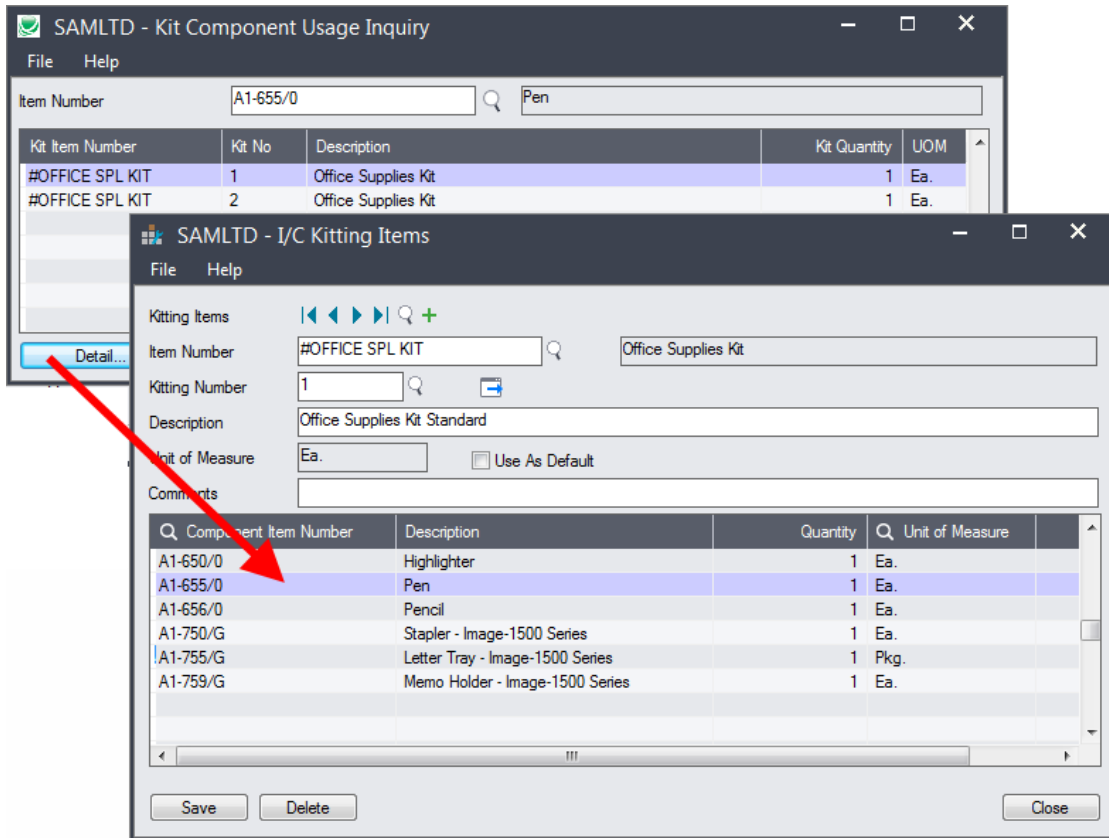 SAMLTD - Kit Component Usage Inquiry
File Help
Item Number A1-655/0 Pen
Kit Item Number Kit No Description Kit Quantity UOM
#OFFICE SPL KIT 1 Office Supplies Kit 1 Ea.
#OFFICE SPL KIT 2 Office Supplies Kit 1 Ea.
Detail...
SAMLTD - I/C Kitting Items
File Help
Kitting Items
Item Number #OFFICE SPL KIT Office Supplies Kit
Kitting Number 1
Description Office Supplies Kit Standard
Unit of Measure Ea. Use As Default
Comments
Component Item Number Description Quantity Unit of Measure
A1-650/0 Highlighter 1 Ea.
A1-655/0 Pen 1 Ea.
A1-656/0 Pencil 1 Ea.
A1-750/G Stapler - Image-1500 Series 1 Ea.
A1-755/G Letter Tray - Image-1500 Series 1 Pkg.
A1-759/G Memo Holder - Image-1500 Series 1 Ea.
Save Delete Close